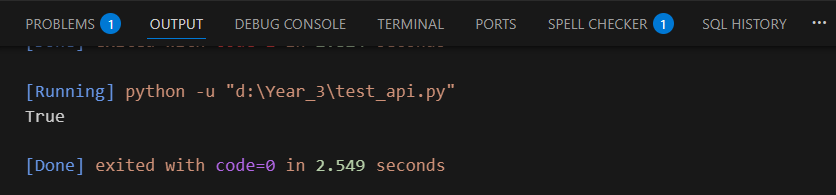 PROBLEMS 1 OUTPUT DEBUG CONSOLE TERMINAL PORTS SPELL CHECKER 1 SQL HISTORY ...
[Running] python -u "d:\Year_3\test_api.py"
True
[Done] exited with code=0 in 2.549 seconds